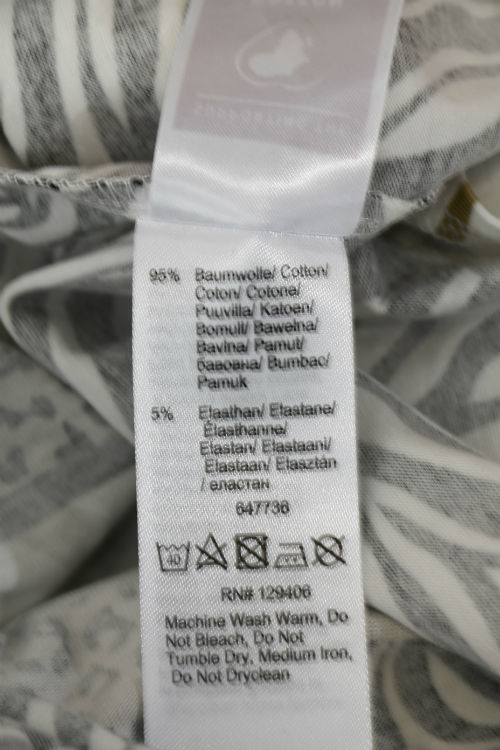 95% Baumwolle/ Cotton/
Coton/ Cotone/
Puuvilla/ Katoen/
Bomull/ Bawełna/
Bavlna/ Pamut/
бавовна/ Bumbac/
Pamuk
5% Elasthan/ Elastane/
Élasthanne/
Elastan/ Elastaani/
Elastaan/ Elasztán
/ еластан
647736
40
RN# 129406
Machine Wash Warm, Do
Not Bleach, Do Not
Tumble Dry, Medium Iron,
Do Not Dryclean